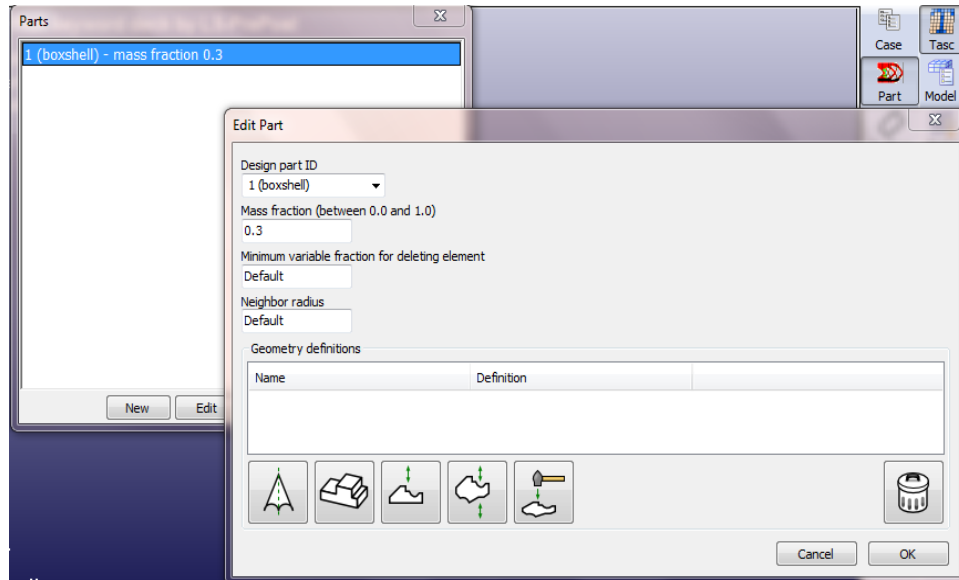 Parts
1 (boxshell) - mass fraction 0.3
New
Edit
Case
Tasc
Part
Model
Edit Part
Design part ID
1 (boxshell)
Mass fraction (between 0.0 and 1.0)
0.3
Minimum variable fraction for deleting element
Default
Neighbor radius
Default
Geometry definitions
Name
Definition
Cancel
OK